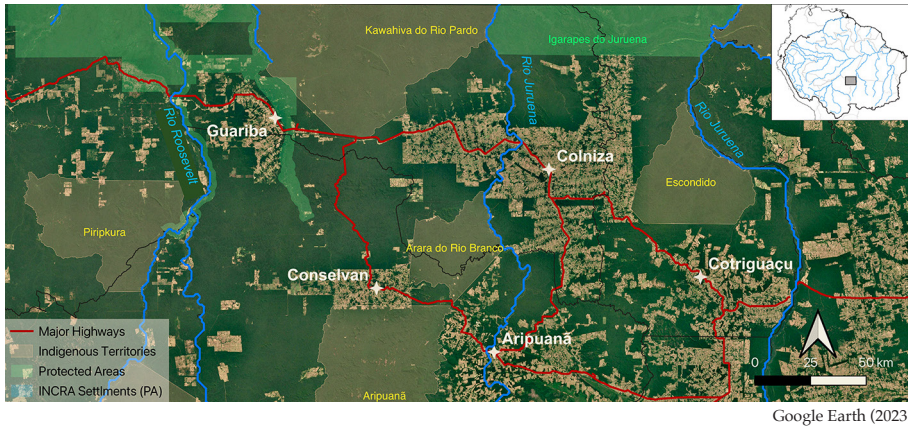 Kawahiva do Rio Pardo
Igarapes do Juruena
Rio Juruena
Rio Roosevelt
Guariba
Rio Juruena
Colniza
Escondido
Piripkura
Arara do Rio Branco
Conselvan
Cotriguaçu
Aripuanã
Aripuanã
Major Highways
Indigenous Territories
Protected Areas
INCRA Settlments (PA)
0 25 50 km
Google Earth (2023